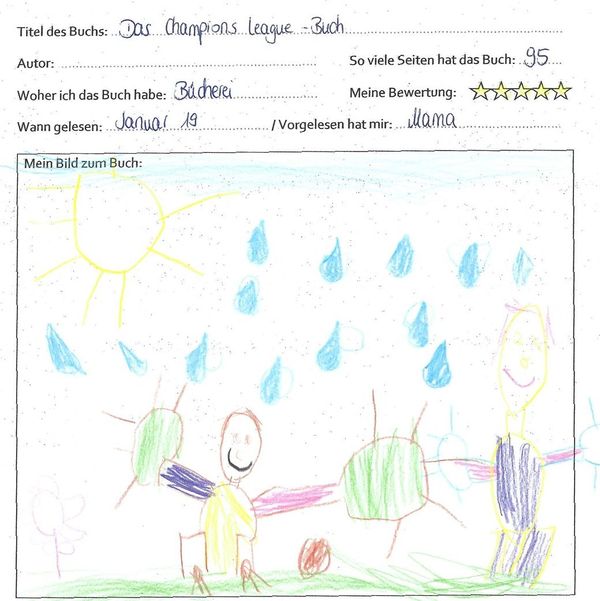 Titel des Buchs: Das Champions League-Buch
Autor: So viele Seiten hat das Buch: 95
Woher ich das Buch habe: Bücherei Meine Bewertung:
Wann gelesen: Januar 19 / Vorgelesen hat mir: Mama
Mein Bild zum Buch: